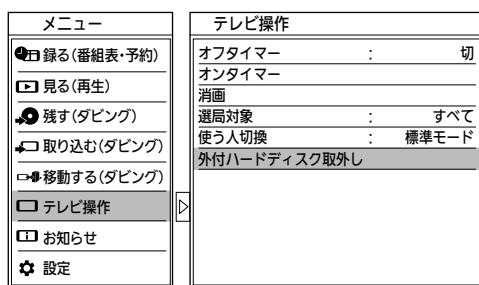 メニュー
録る(番組表・予約)
見る(再生)
残す(ダビング)
取り込む(ダビング)
移動する(ダビング)
テレビ操作
お知らせ
設定
テレビ操作
オフタイマー : 切
オンタイマー
消画
選局対象 : すべて
使う人切換 : 標準モード
外付ハードディスク取外し